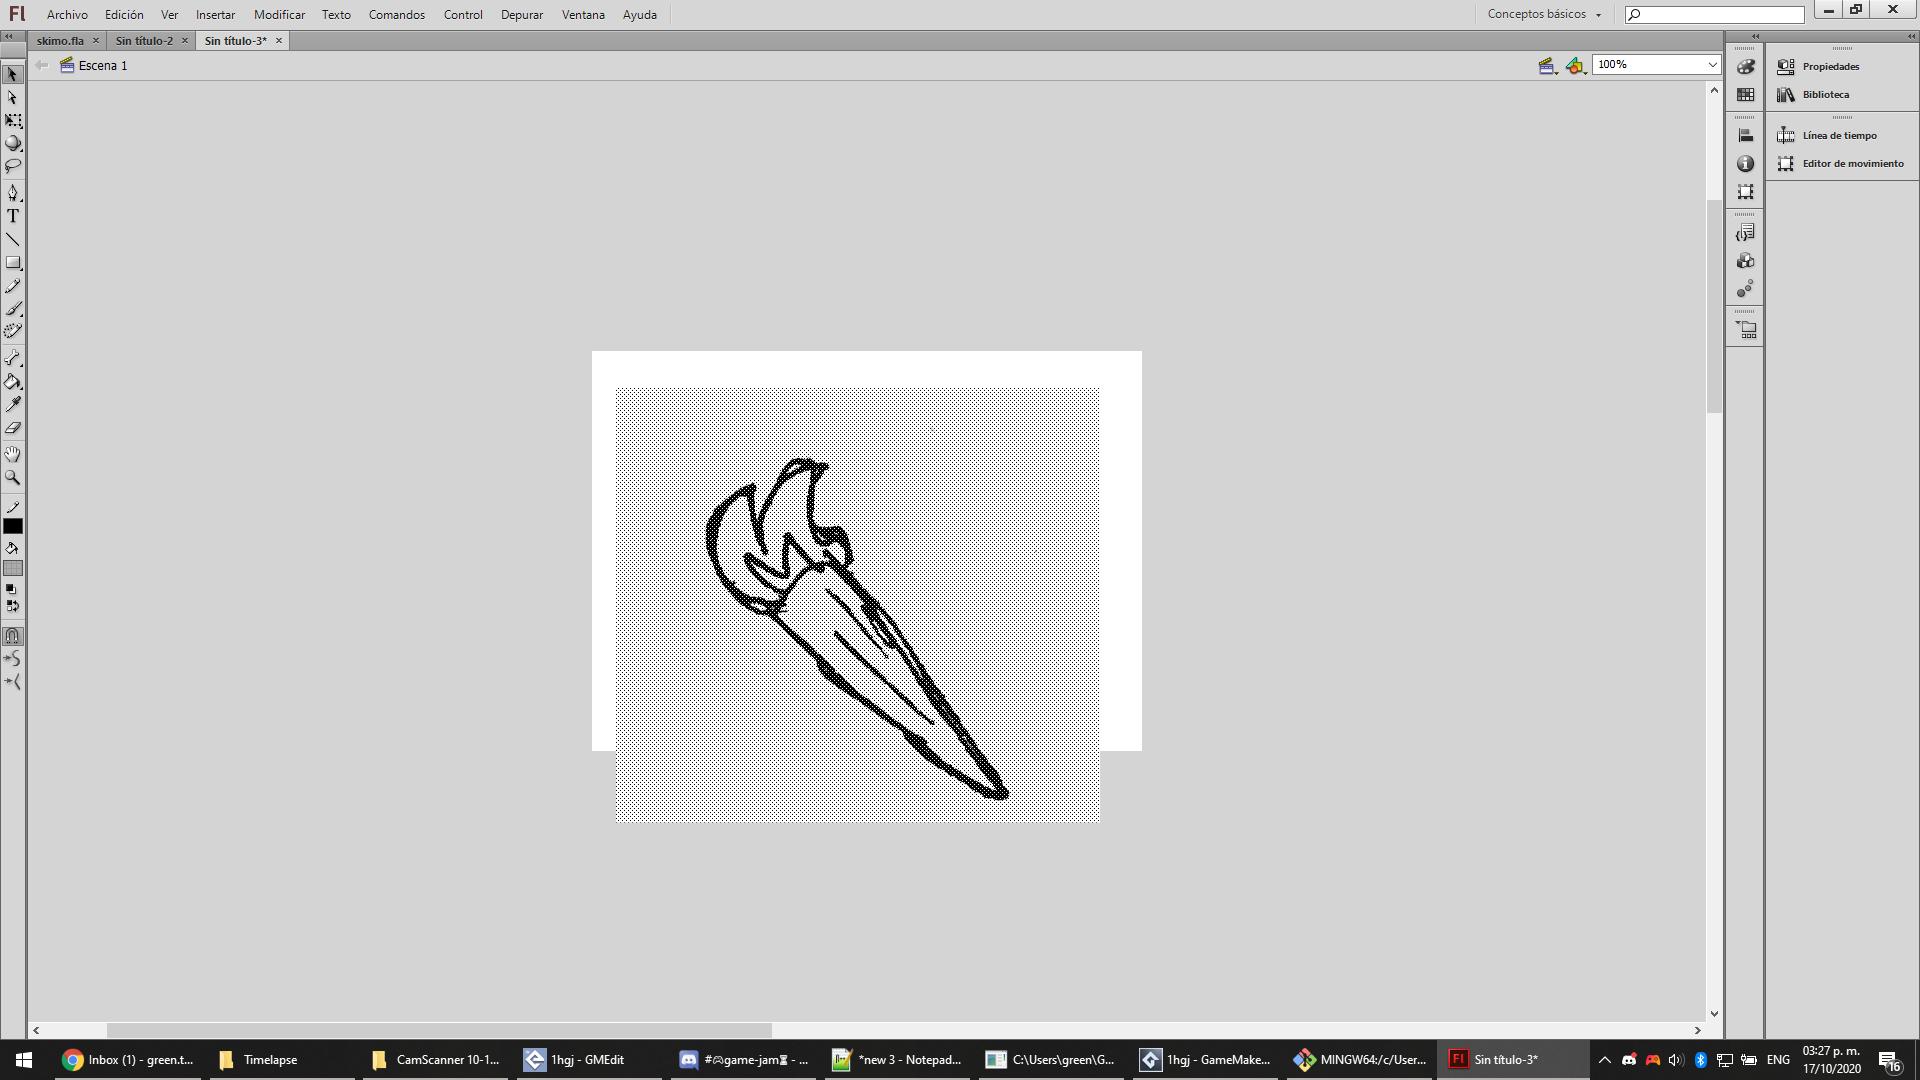 Fl Archivo Edición Ver Insertar Modificar Texto Comandos Control Depurar Ventana Ayuda Conceptos básicos
skimo.fla Sin título-2 Sin título-3*
Escena 1 100%
Propiedades
Biblioteca
Línea de tiempo
Editor de movimiento
T
Inbox (1) - green.t... Timelapse CamScanner 10-1... 1hgj - GMEdit #🎮game-jam⏳ - ... *new 3 - Notepad... C:\Users\green\G... 1hgj - GameMake... MINGW64:/c/User... Fl Sin título-3* ENG 03:27 p. m. 16
17/10/2020